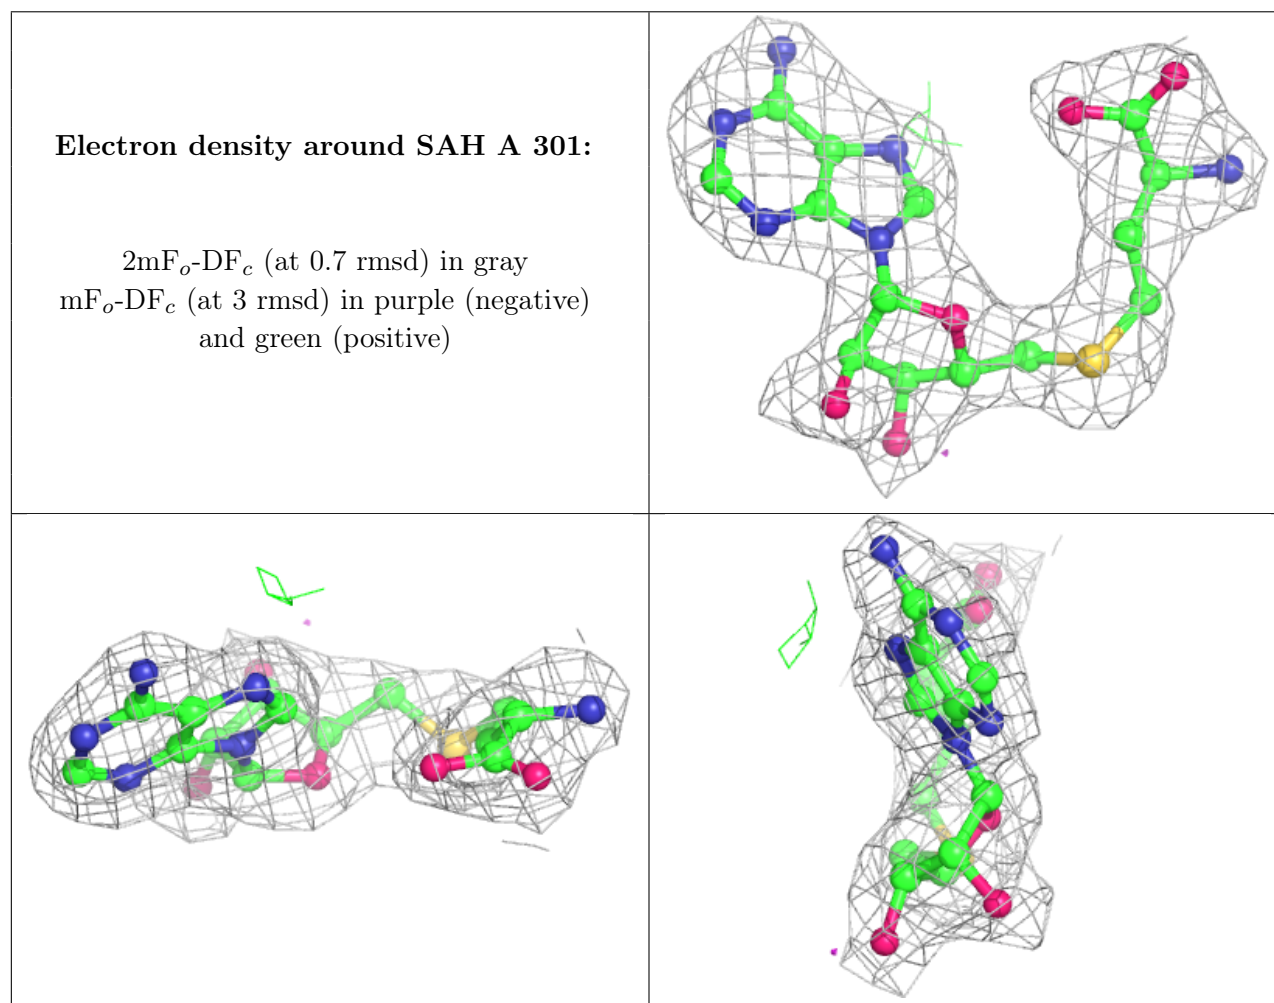 Electron density around SAH A 301:
2mFₒ-DF𝒸 (at 0.7 rmsd) in gray
mFₒ-DF𝒸 (at 3 rmsd) in purple (negative)
and green (positive)